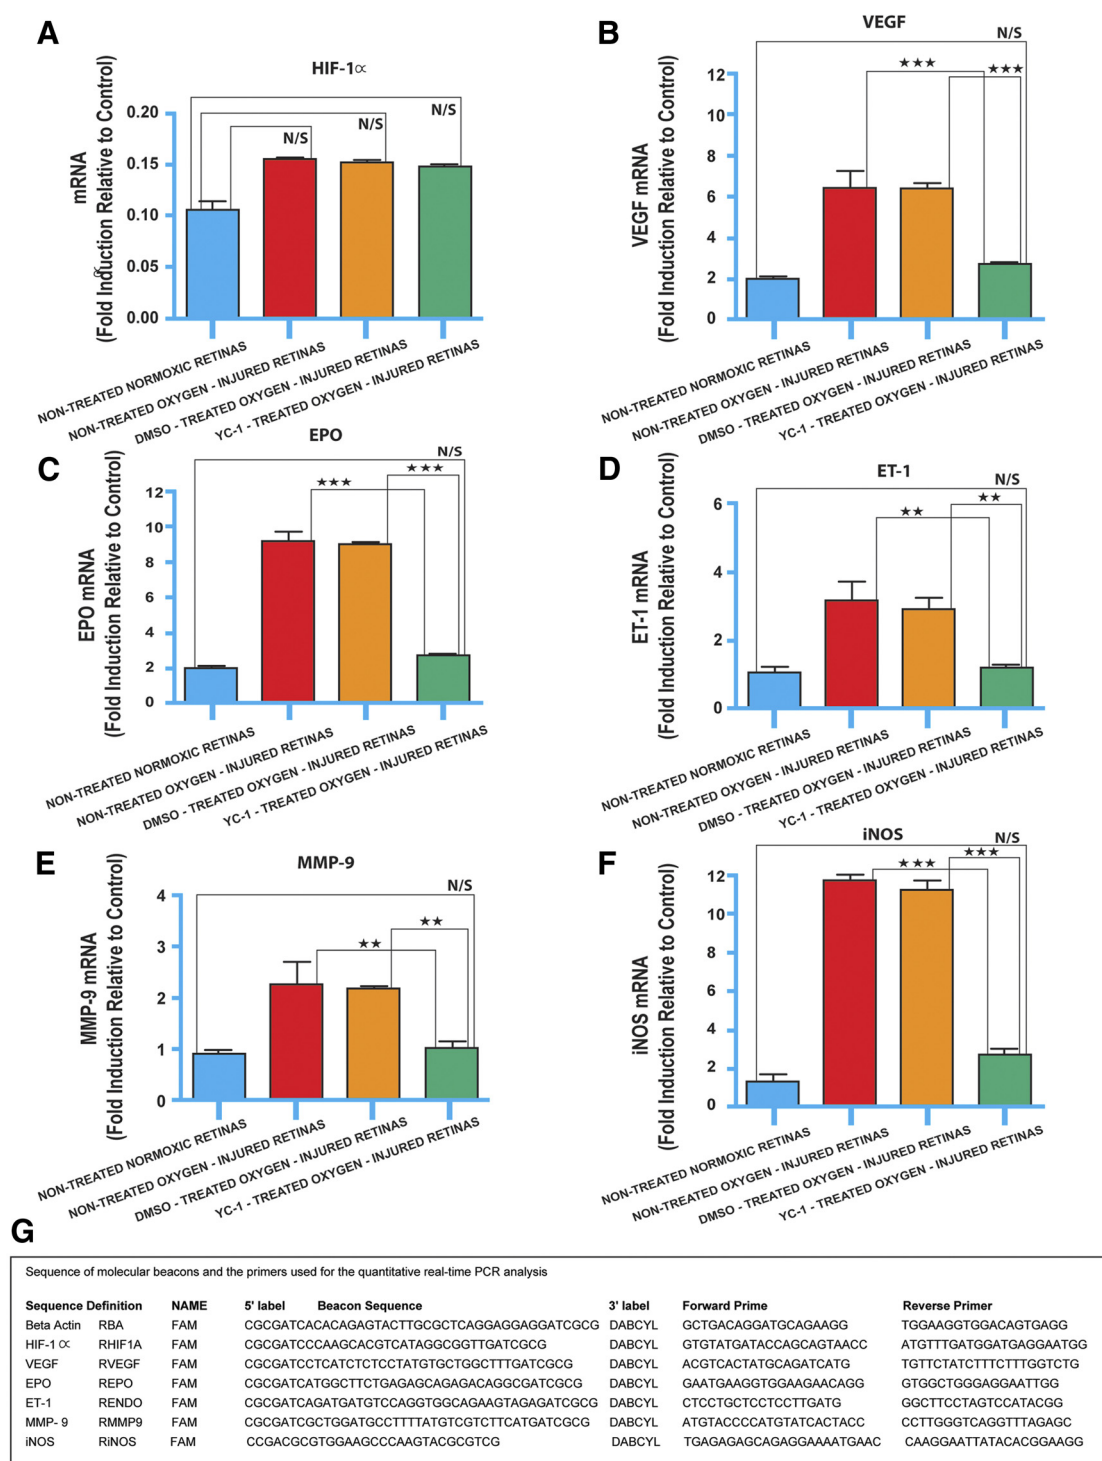 A
HIF-1∝
mRNA
(Fold Induction Relative to Control)
∝
0.20
0.15
0.10
0.05
0.00
N/S
N/S
N/S
NON-TREATED NORMOXIC RETINAS
NON-TREATED OXYGEN - INJURED RETINAS
DMSO - TREATED OXYGEN - INJURED RETINAS
YC-1 - TREATED OXYGEN - INJURED RETINAS
B
VEGF
VEGF mRNA
(Fold Induction Relative to Control)
12
10
8
6
4
2
0
N/S
★★★
★★★
NON-TREATED NORMOXIC RETINAS
NON-TREATED OXYGEN - INJURED RETINAS
DMSO - TREATED OXYGEN - INJURED RETINAS
YC-1 - TREATED OXYGEN - INJURED RETINAS
C
EPO
EPO mRNA
(Fold Induction Relative to Control)
12
10
8
6
4
2
0
N/S
★★★
★★★
NON-TREATED NORMOXIC RETINAS
NON-TREATED OXYGEN - INJURED RETINAS
DMSO - TREATED OXYGEN - INJURED RETINAS
YC-1 - TREATED OXYGEN - INJURED RETINAS
D
ET-1
ET-1 mRNA
(Fold Induction Relative to Control)
6
4
2
0
N/S
★★
★★
NON-TREATED NORMOXIC RETINAS
NON-TREATED OXYGEN - INJURED RETINAS
DMSO - TREATED OXYGEN - INJURED RETINAS
YC-1 - TREATED OXYGEN - INJURED RETINAS
E
MMP-9
MMP-9 mRNA
(Fold Induction Relative to Control)
4
3
2
1
0
N/S
★★
★★
NON-TREATED NORMOXIC RETINAS
NON-TREATED OXYGEN - INJURED RETINAS
DMSO - TREATED OXYGEN - INJURED RETINAS
YC-1 - TREATED OXYGEN - INJURED RETINAS
F
iNOS
iNOS mRNA
(Fold Induction Relative to Control)
12
10
8
6
4
2
0
N/S
★★★
★★★
NON-TREATED NORMOXIC RETINAS
NON-TREATED OXYGEN - INJURED RETINAS
DMSO - TREATED OXYGEN - INJURED RETINAS
YC-1 - TREATED OXYGEN - INJURED RETINAS
G
Sequence of molecular beacons and the primers used for the quantitative real-time PCR analysis
Sequence Definition NAME 5' label Beacon Sequence 3' label Forward Prime Reverse Primer
Beta Actin RBA FAM CGCGATCACACAGAGTACTTGCGCTCAGGAGGAGGATCGCG DABCYL GCTGACAGGATGCAGAAGG TGGAAGGTGGACAGTGAGG
HIF-1 ∝ RHIF1A FAM CGCGATCCCAAGCACGTCATAGGCGGTTGATCGCG DABCYL GTGTATGATACCAGCAGTAACC ATGTTTGATGGATGAGGAATGG
VEGF RVEGF FAM CGCGATCCTCATCTCTCCTATGTGCTGGCTTTGATCGCG DABCYL ACGTCACTATGCAGATCATG TGTTCTATCTTTCTTTGGTCTG
EPO REPO FAM CGCGATCATGGCTTCTGAGAGCAGAGACAGGCGATCGCG DABCYL GAATGAAGGTGGAAGAACAGG GTGGCTGGGAGGAATTGG
ET-1 RENDO FAM CGCGATCAGATGATGTCCAGGTGGCAGAAGTAGAGATCGCG DABCYL CTCCTGCTCCTCCTTGATG GGCTTCCTAGTCCATACGG
MMP- 9 RMMP9 FAM CGCGATCGCTGGATGCCTTTTATGTCGTCTTCATGATCGCG DABCYL ATGTACCCCATGTATCACTACC CCTTGGGTCAGGTTTAGAGC
iNOS RiNOS FAM CCGACGCGTGGAAGCCCAAGTACGCGTCG DABCYL TGAGAGAGCAGAGGAAAATGAAC CAAGGAATTATACACGGAAGG